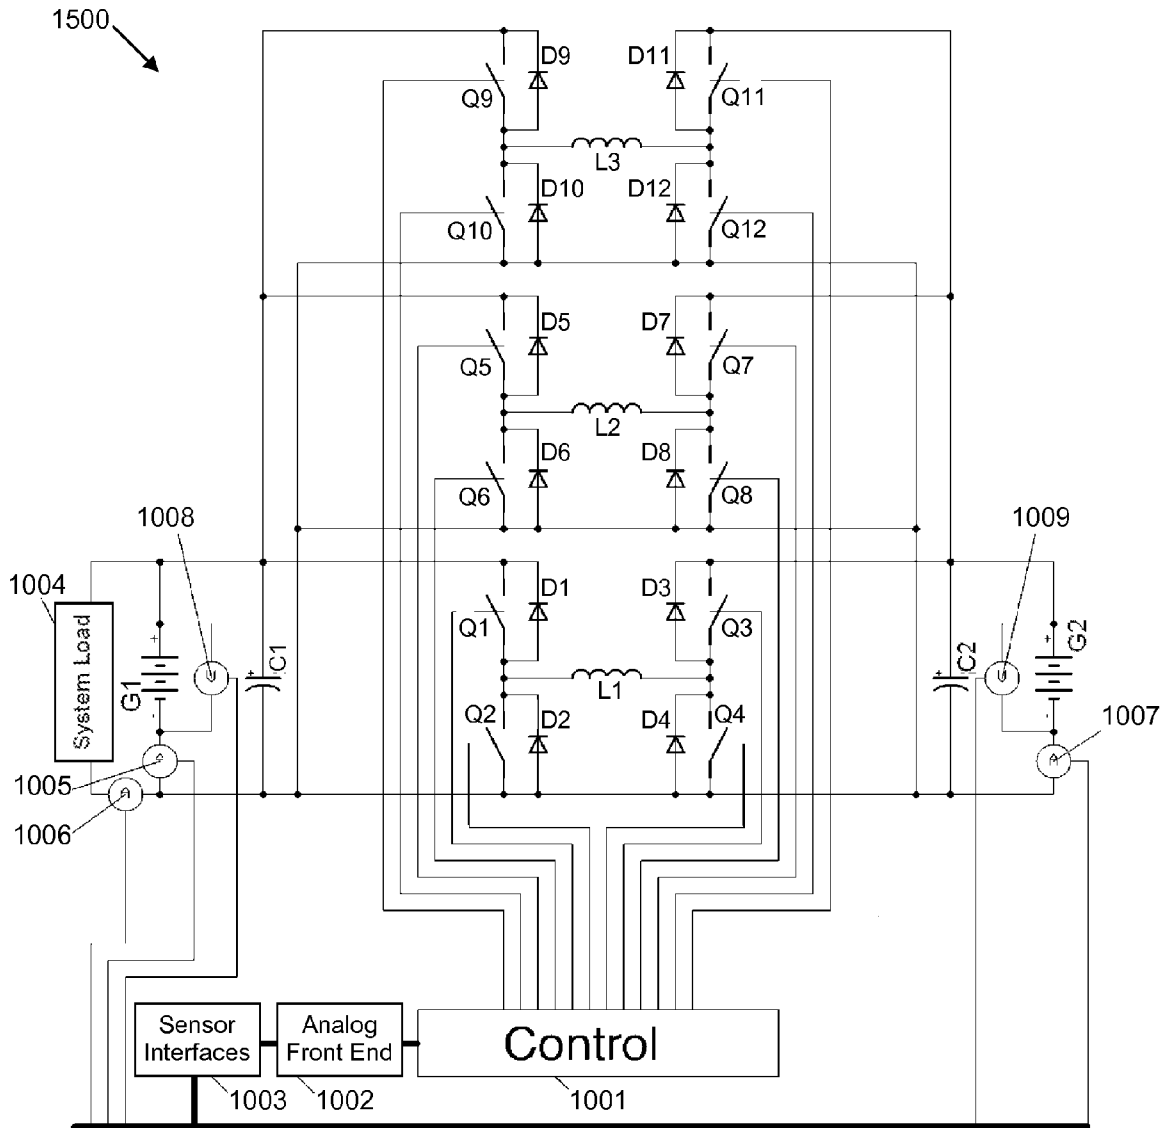 1500
D9
D11
Q9
Q11
L3
D10
D12
Q10
Q12
D5
D7
Q5
Q7
L2
D6
D8
Q6
Q8
1008
1009
1004
D1
D3
System Load
+
G1
+
C1
Q1
Q3
+
C2
+
G2
L1
-
-
Q2
D2
D4
Q4
1007
1005
1006
Sensor
Interfaces
Analog
Front End
Control
1003
1002
1001